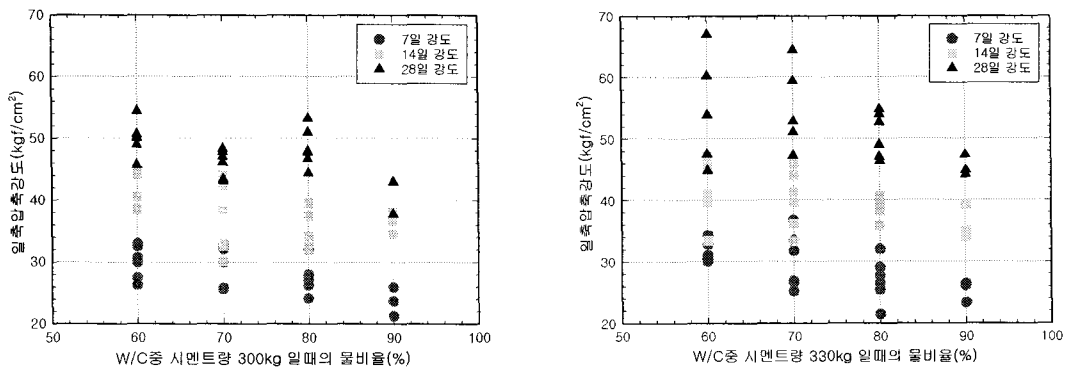 70
60
50
40
30
20
50 60 70 80 90 100
일축압축강도(kgf/cm²)
W/C중 시멘트량 300kg 일때의 물비율(%)
7일 강도
14일 강도
28일 강도
70
60
50
40
30
20
50 60 70 80 90 100
일축압축강도(kgf/cm²)
W/C중 시멘트량 330kg 일때의 물비율(%)
7일 강도
14일 강도
28일 강도